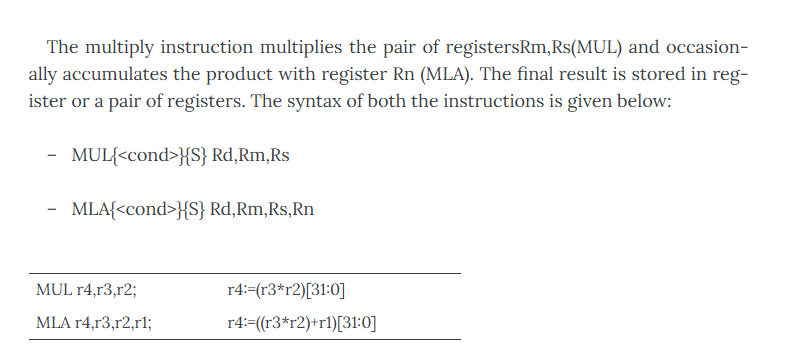 The multiply instruction multiplies the pair of registersRm,Rs(MUL) and occasion-
ally accumulates the product with register Rn (MLA). The final result is stored in reg-
ister or a pair of registers. The syntax of both the instructions is given below:
– MUL{<cond>}{S} Rd,Rm,Rs
– MLA{<cond>}{S} Rd,Rm,Rs,Rn
MUL r4,r3,r2; r4:=(r3*r2)[31:0]
MLA r4,r3,r2,r1; r4:=((r3*r2)+r1)[31:0]